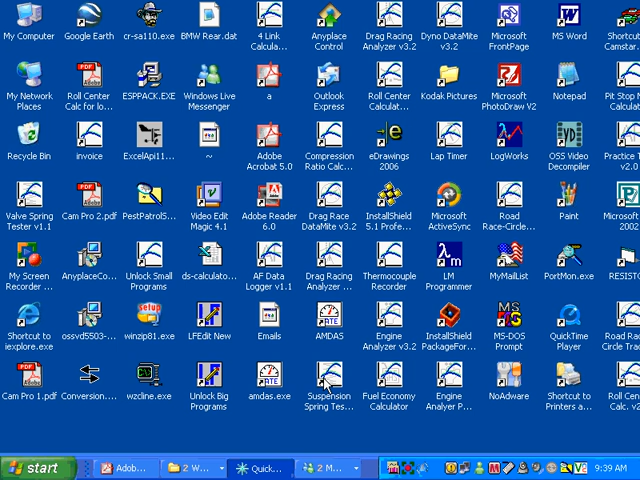 My Computer
Google Earth
cr-sa110.exe
BMW Rear.dat
4 Link
Calcula...
Anyplace
Control
Drag Racing
Analyzer v3.2
Dyno DataMite
v3.2
Microsoft
FrontPage
MS Word
Shortcut
Camstar.
My Network
Places
Roll Center
Calc for lo...
ESPPACK.EXE
Windows Live
Messenger
a
Outlook
Express
Roll Center
Calculat...
Kodak Pictures
Microsoft
PhotoDraw V2
Notepad
Pit Stop M
Calculat
Recycle Bin
invoice
ExcelApi11...
~
Adobe
Acrobat 5.0
Compression
Ratio Calc...
eDrawings
2006
Lap Timer
LogWorks
OSS Video
Decompiler
Practice T
v2.0
Valve Spring
Tester v1.1
Cam Pro 2.pdf
PestPatrolS...
Video Edit
Magic 4.1
Adobe Reader
6.0
Drag Race
DataMite v3.2
InstallShield
5.1 Profe...
Microsoft
ActiveSync
Road
Race-Circle...
Paint
Microsoft
2002
My Screen
Recorder ...
AnyplaceCo...
Unlock Small
Programs
ds-calculato...
AF Data
Logger v1.1
Drag Racing
Analyzer ...
Thermocouple
Recorder
LM
Programmer
MyMailList
PortMon.exe
RESISTO
Shortcut to
iexplore.exe
ossvd5503-...
setup
winzip81.exe
LFEdit New
Emails
ATE
AMDAS
Engine
Analyzer v3.2
InstallShield
PackageFor...
MS
DOS
MS-DOS
Prompt
QuickTime
Player
Road Ra
Circle Trac
Cam Pro 1.pdf
Conversion....
wzcline.exe
Unlock Big
Programs
ATE
amdas.exe
Suspension
Spring Tes...
Fuel Economy
Calculator
Engine
Analyer P...
NoAdware
Shortcut to
Printers a...
Roll Cent
Calc. v2
start
Adob...
2 W...
Quick...
2 M...
9:39 AM